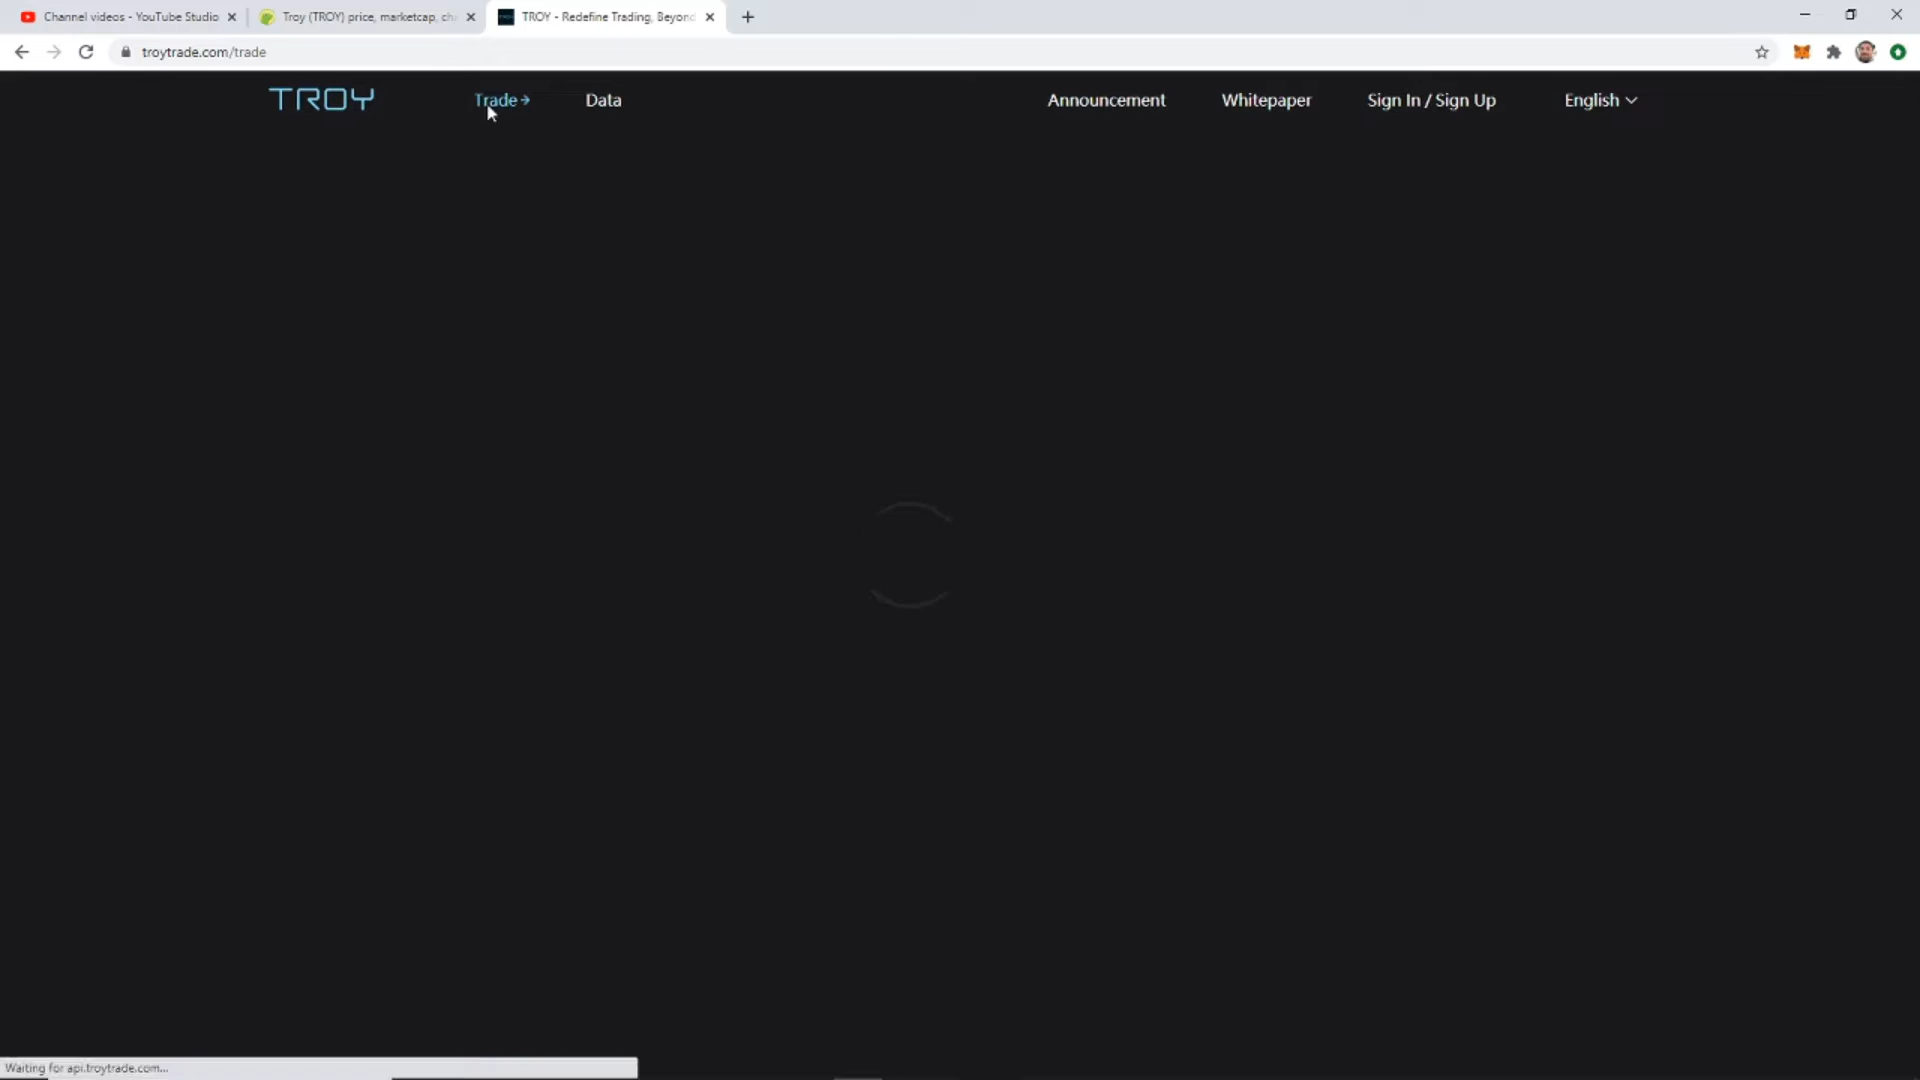 Channel videos - YouTube Studio
Troy (TROY) price, marketcap, ch
TROY - Redefine Trading, Beyond
troytrade.com/trade
TROY
Trade
Data
Announcement
Whitepaper
Sign In / Sign Up
English
Waiting for api.troytrade.com...